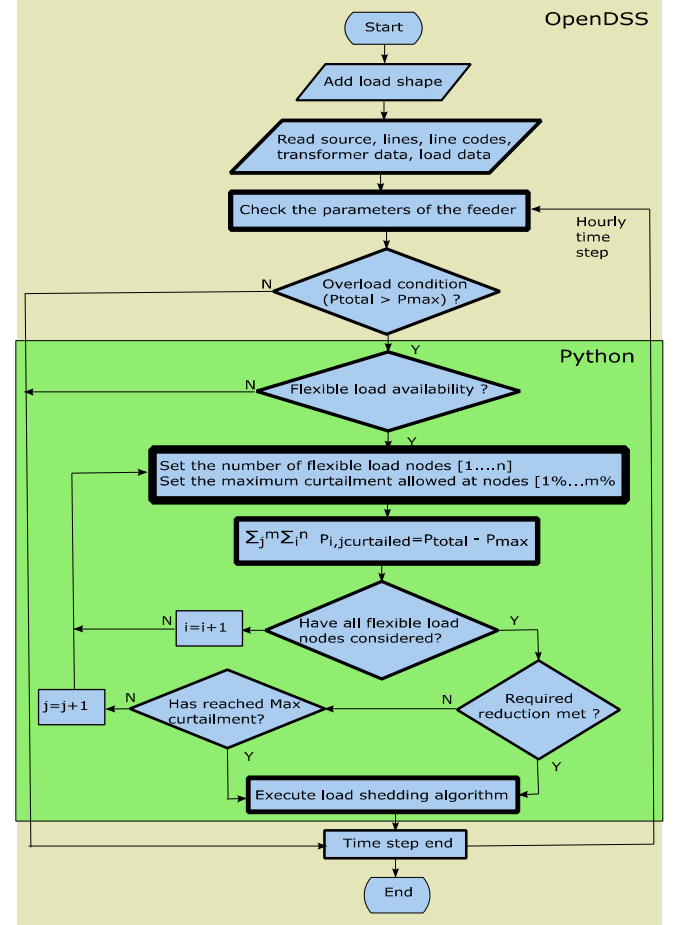 OpenDSS
Start
Add load shape
Read source, lines, line codes,
transformer data, load data
Check the parameters of the feeder
Hourly
time
step
N
Overload condition
(Ptotal > Pmax) ?
Y
Python
N
Flexible load availability ?
Y
Set the number of flexible load nodes [1....n]
Set the maximum curtailment allowed at nodes [1%...m%
∑j^m∑i^n Pi,jcurtailed=Ptotal - Pmax
N
i=i+1
Have all flexible load
nodes considered?
Y
j=j+1
N
Has reached Max
curtailment?
N
Required
reduction met ?
Y
Y
Execute load shedding algorithm
Time step end
End